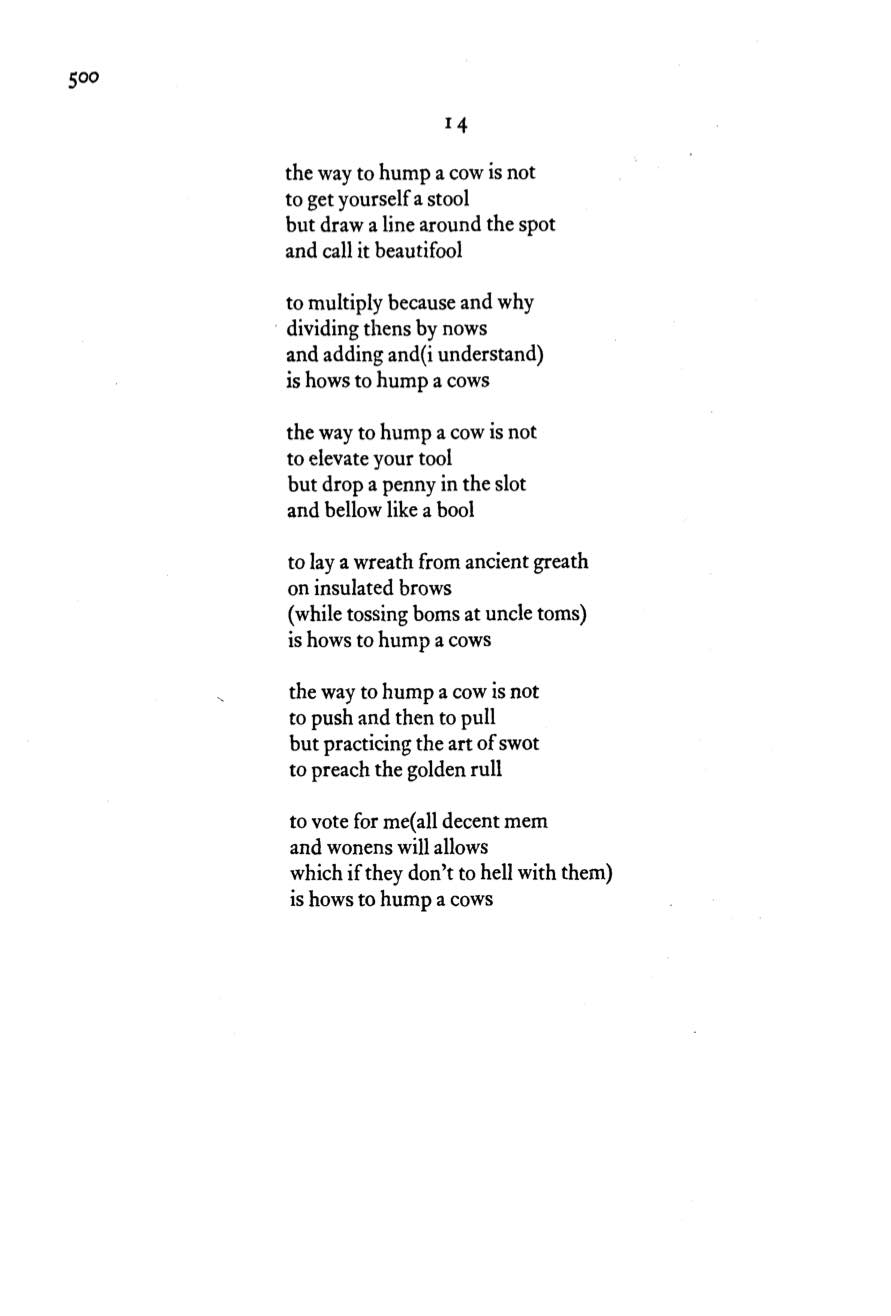 500
14
the way to hump a cow is not
to get yourself a stool
but draw a line around the spot
and call it beautifool
to multiply because and why
dividing thens by nows
and adding and(i understand)
is hows to hump a cows
the way to hump a cow is not
to elevate your tool
but drop a penny in the slot
and bellow like a bool
to lay a wreath from ancient greath
on insulated brows
(while tossing boms at uncle toms)
is hows to hump a cows
the way to hump a cow is not
to push and then to pull
but practicing the art of swot
to preach the golden rull
to vote for me(all decent mem
and wonens will allows
which if they don't to hell with them)
is hows to hump a cows